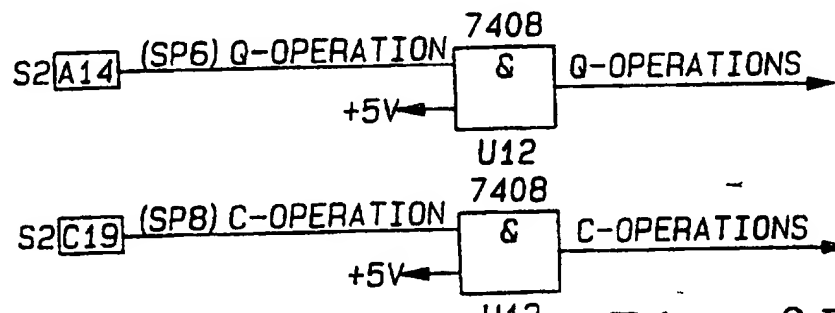 7408
S2 A14 (SP6) Q-OPERATION & Q-OPERATIONS
+5V
U12
7408
S2 C19 (SP8) C-OPERATION & C-OPERATIONS
+5V